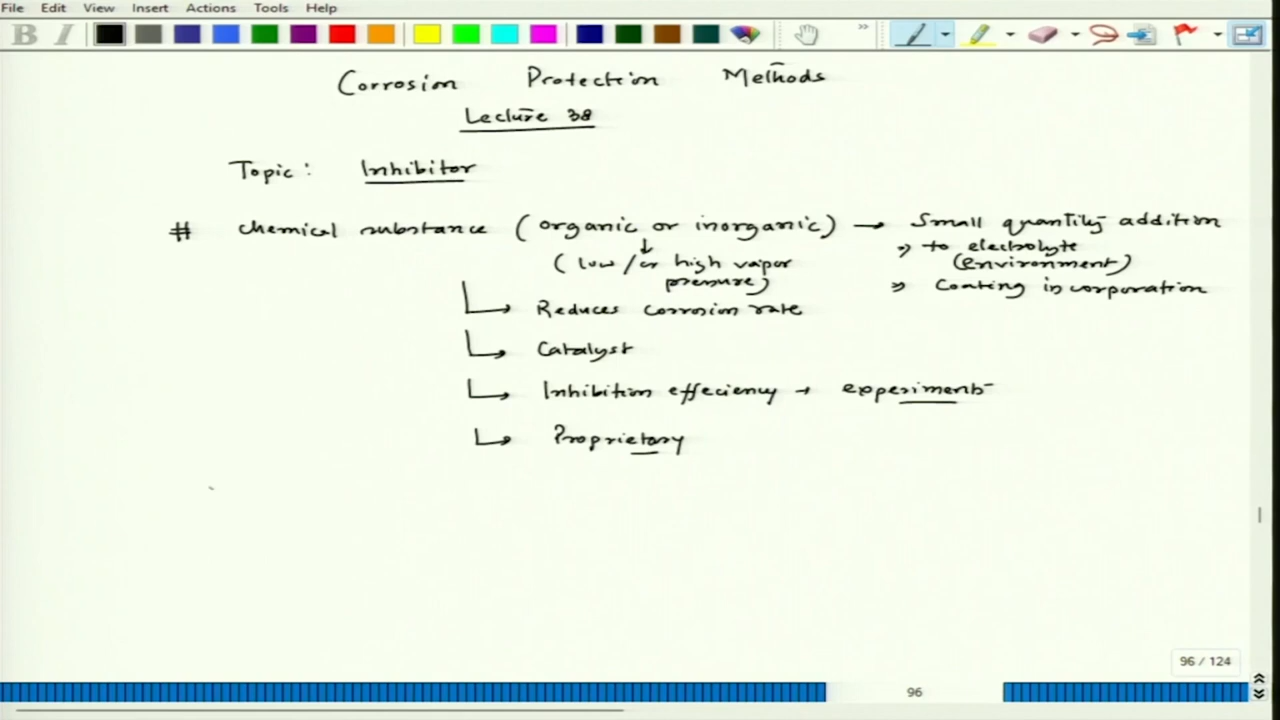 File Edit View Insert Actions Tools Help
B I
Corrosion Protection Methods
Lecture 38
Topic: Inhibitor
# chemical substance (organic or inorganic) → Small quantity addition
⇒ to electrolyte
(environment)
(low/or high vapor
pressure)
⇒ Coating incorporation
↳ Reduces corrosion rate
↳ Catalyst
↳ Inhibition effeciency → experiments
↳ Proprietary
96 / 124
96